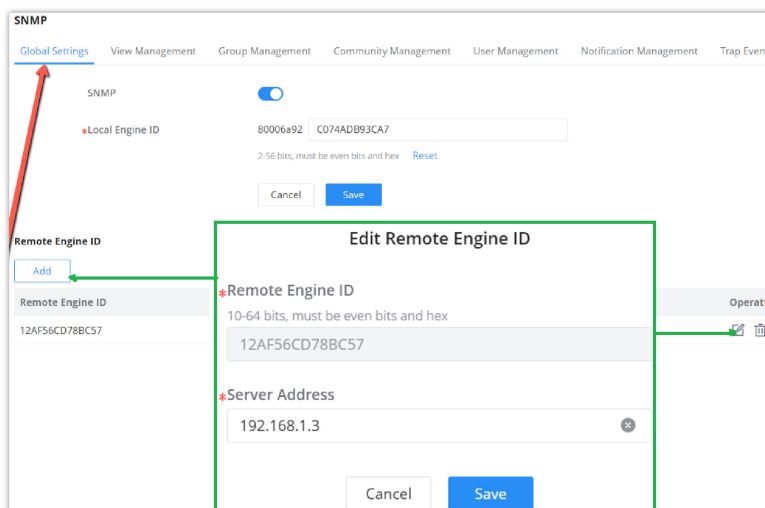 SNMP
Global Settings View Management Group Management Community Management User Management Notification Management Trap Even
SNMP
*Local Engine ID 80006a92 C074ADB93CA7
2-56 bits, must be even bits and hex Reset
Cancel Save
Remote Engine ID
Add
Remote Engine ID Operati
12AF56CD78BC57
Edit Remote Engine ID
*Remote Engine ID
10-64 bits, must be even bits and hex
12AF56CD78BC57
*Server Address
192.168.1.3
Cancel Save